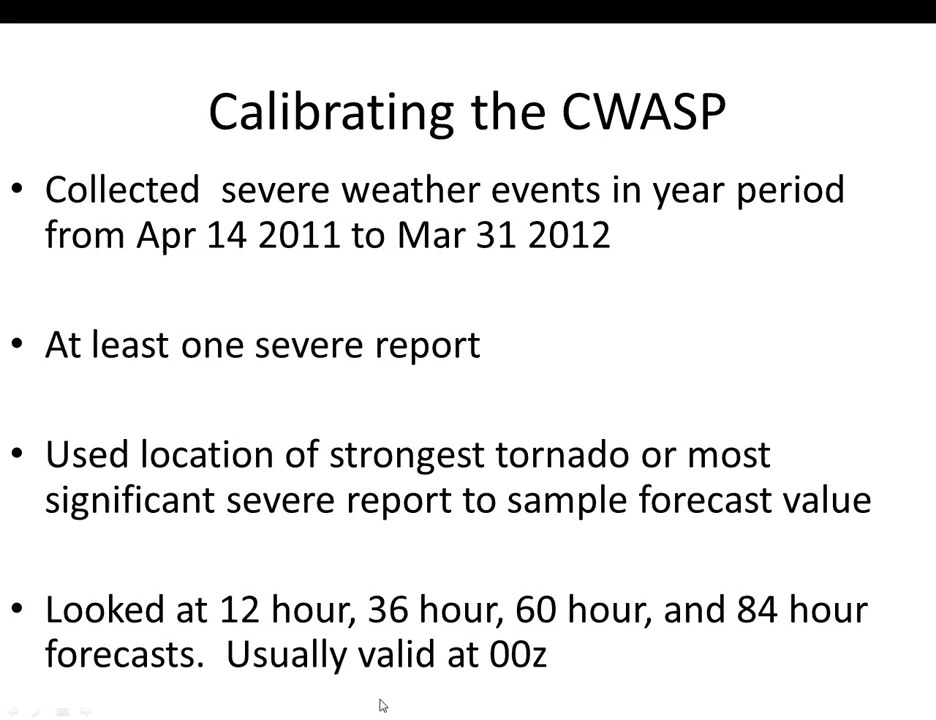 Calibrating the CWASP
• Collected  severe weather events in year period
from Apr 14 2011 to Mar 31 2012
• At least one severe report
• Used location of strongest tornado or most
significant severe report to sample forecast value
• Looked at 12 hour, 36 hour, 60 hour, and 84 hour
forecasts.  Usually valid at 00z